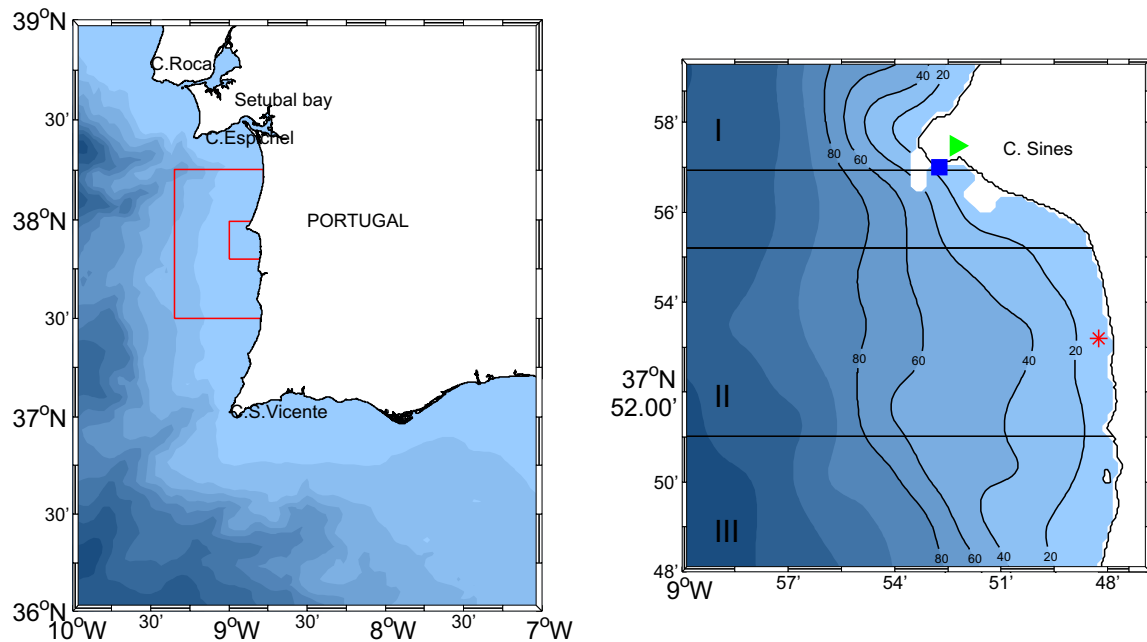 39°N
C.Roca
Setubal bay
30'
C.Espichel
38°N
PORTUGAL
30'
37°N
C.S.Vicente
30'
36°N
10°W
30'
9°W
30'
8°W
30'
7°W
40
20
58'
I
C. Sines
80
60
56'
54'
80
60
40
20
37°N
52.00'
II
50'
III
80
60
40
20
48'
9°W
57'
54'
51'
48'